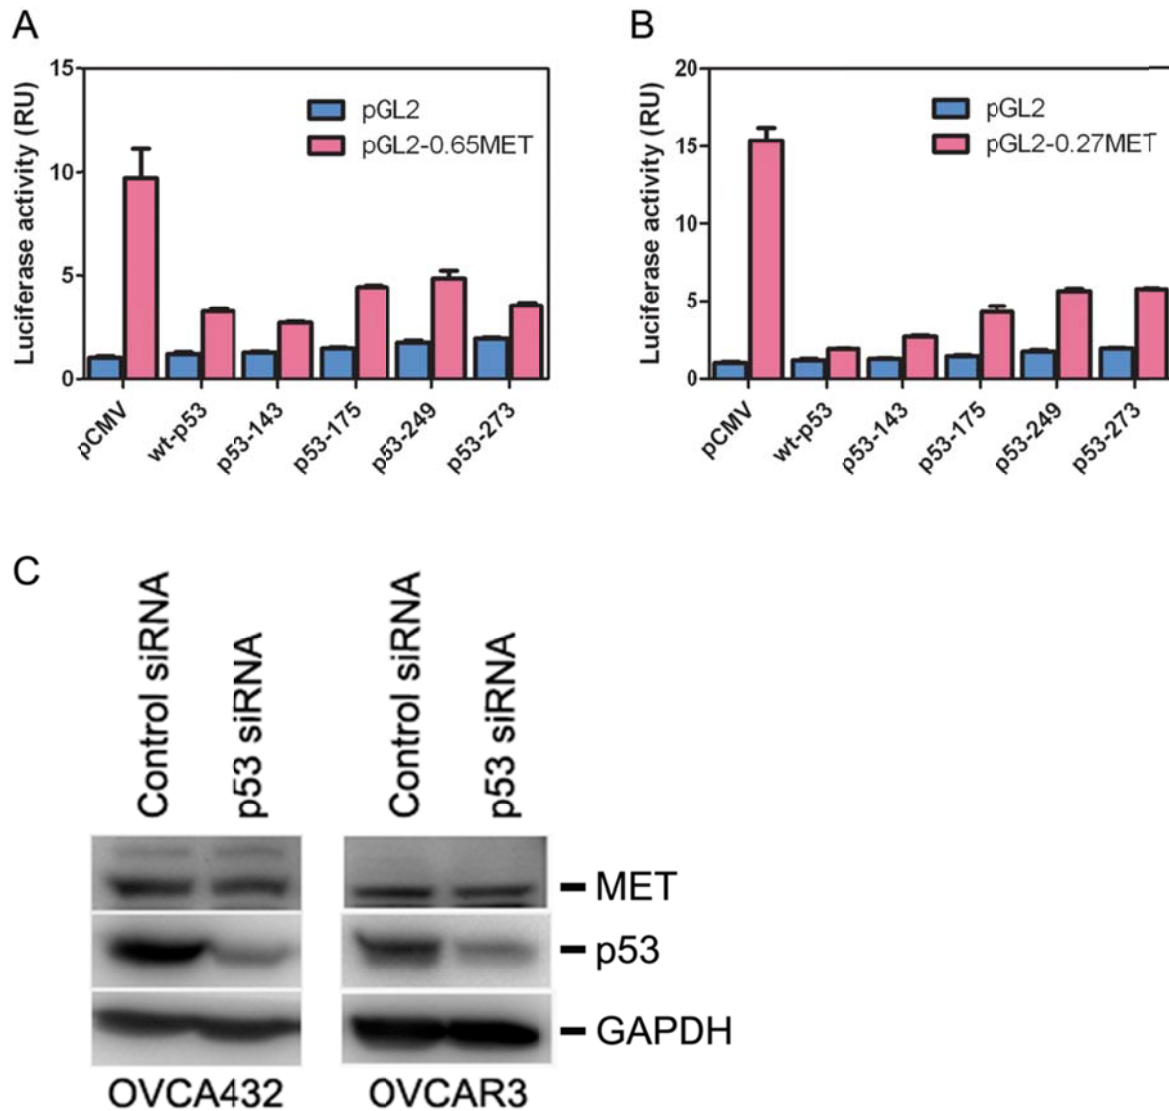 A
Luciferase activity (RU)
15
10
5
0
pGL2
pGL2-0.65MET
pCMV
wt-p53
p53-143
p53-175
p53-249
p53-273
B
Luciferase activity (RU)
20
15
10
5
0
pGL2
pGL2-0.27MET
pCMV
wt-p53
p53-143
p53-175
p53-249
p53-273
C
Control siRNA
p53 siRNA
Control siRNA
p53 siRNA
MET
p53
GAPDH
OVCA432
OVCAR3